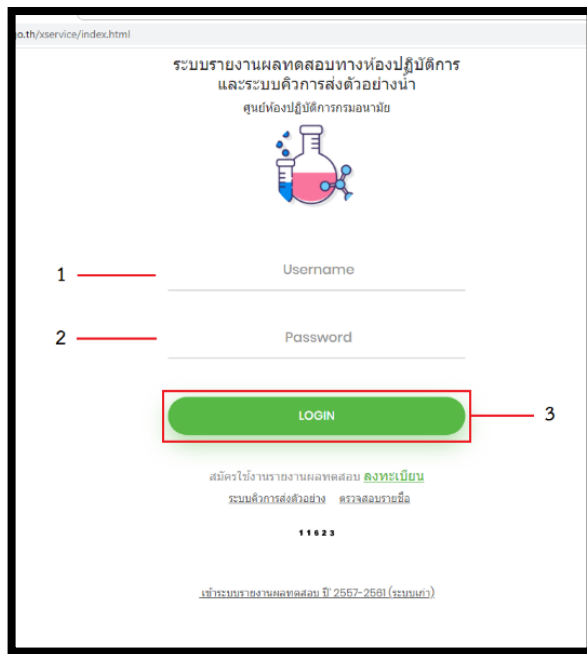 go.th/xservice/index.html
ระบบรายงานผลทดสอบทางห้องปฏิบัติการ
และระบบคิวการส่งตัวอย่างน้ำ
ศูนย์ห้องปฏิบัติการกรมอนามัย
1 Username
2 Password
LOGIN 3
สมัครใช้งานรายงานผลทดสอบ ลงทะเบียน
ระบบคิวการส่งตัวอย่าง ตรวจสอบรายชื่อ
11623
เข้าระบบรายงานผลทดสอบ ปี 2557-2561 (ระบบเก่า)